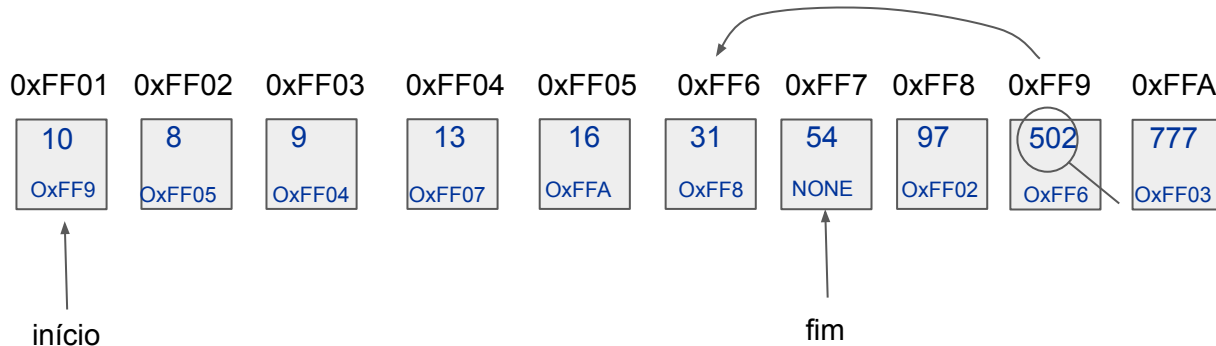 0xFF01 0xFF02 0xFF03 0xFF04 0xFF05 0xFF6 0xFF7 0xFF8 0xFF9 0xFFA
10 8 9 13 16 31 54 97 502 777
OxFF9 OxFF05 OxFF04 OxFF07 OxFFA OxFF8 NONE OxFF02 OxFF6 OxFF03
início fim